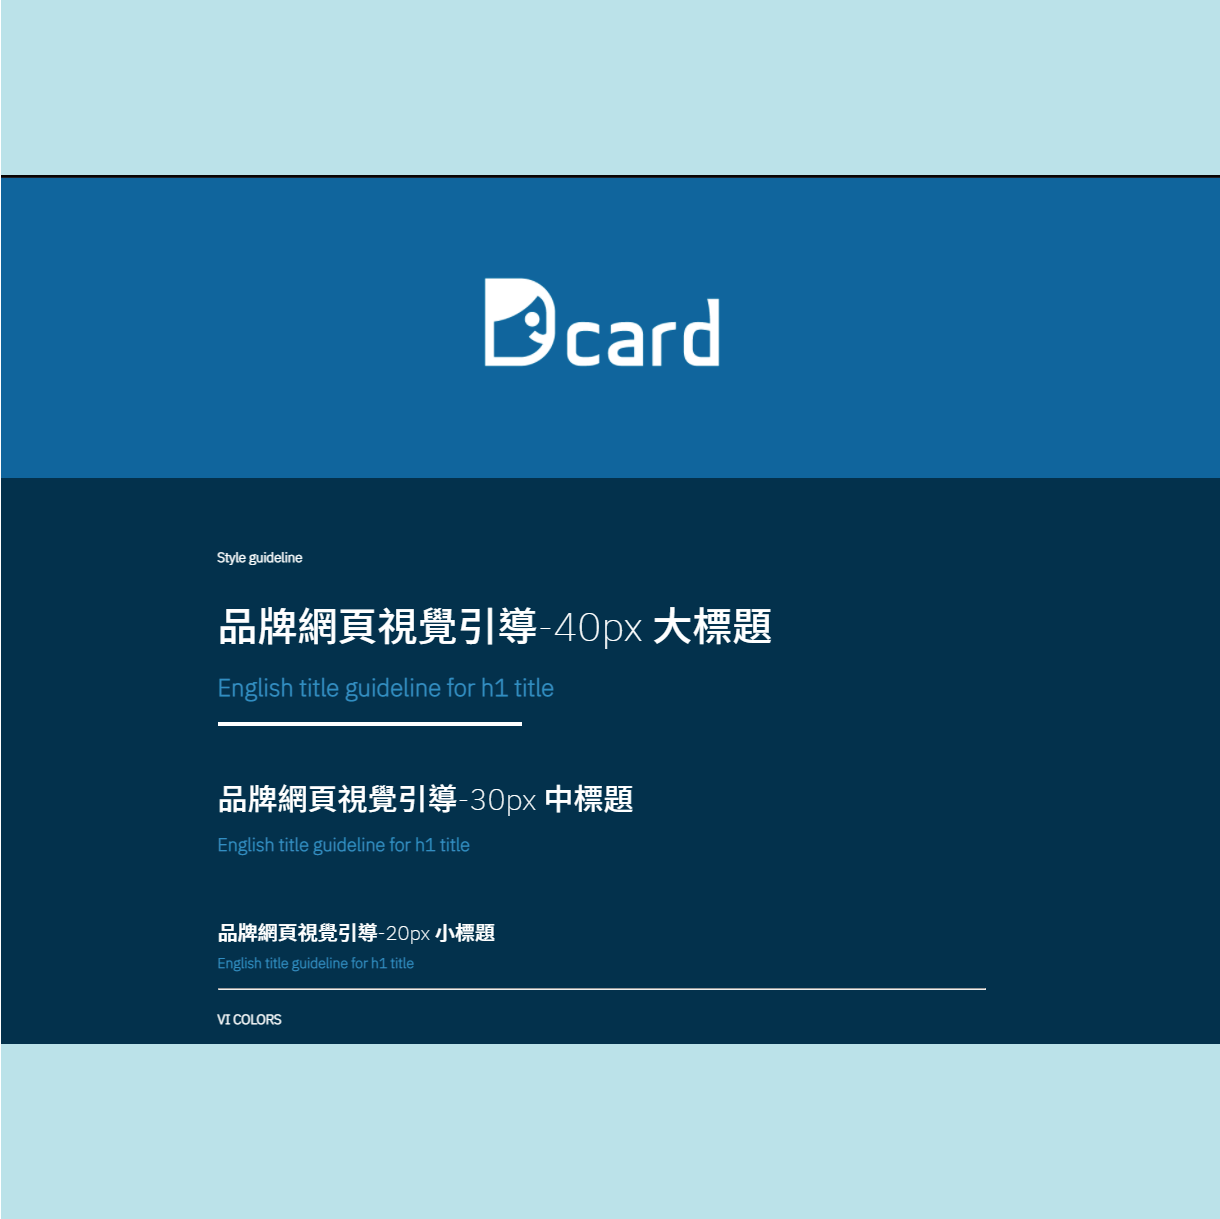 Dcard
Style guideline
品牌網頁視覺引導-40px 大標題
English title guideline for h1 title
品牌網頁視覺引導-30px 中標題
English title guideline for h1 title
品牌網頁視覺引導-20px 小標題
English title guideline for h1 title
VI COLORS